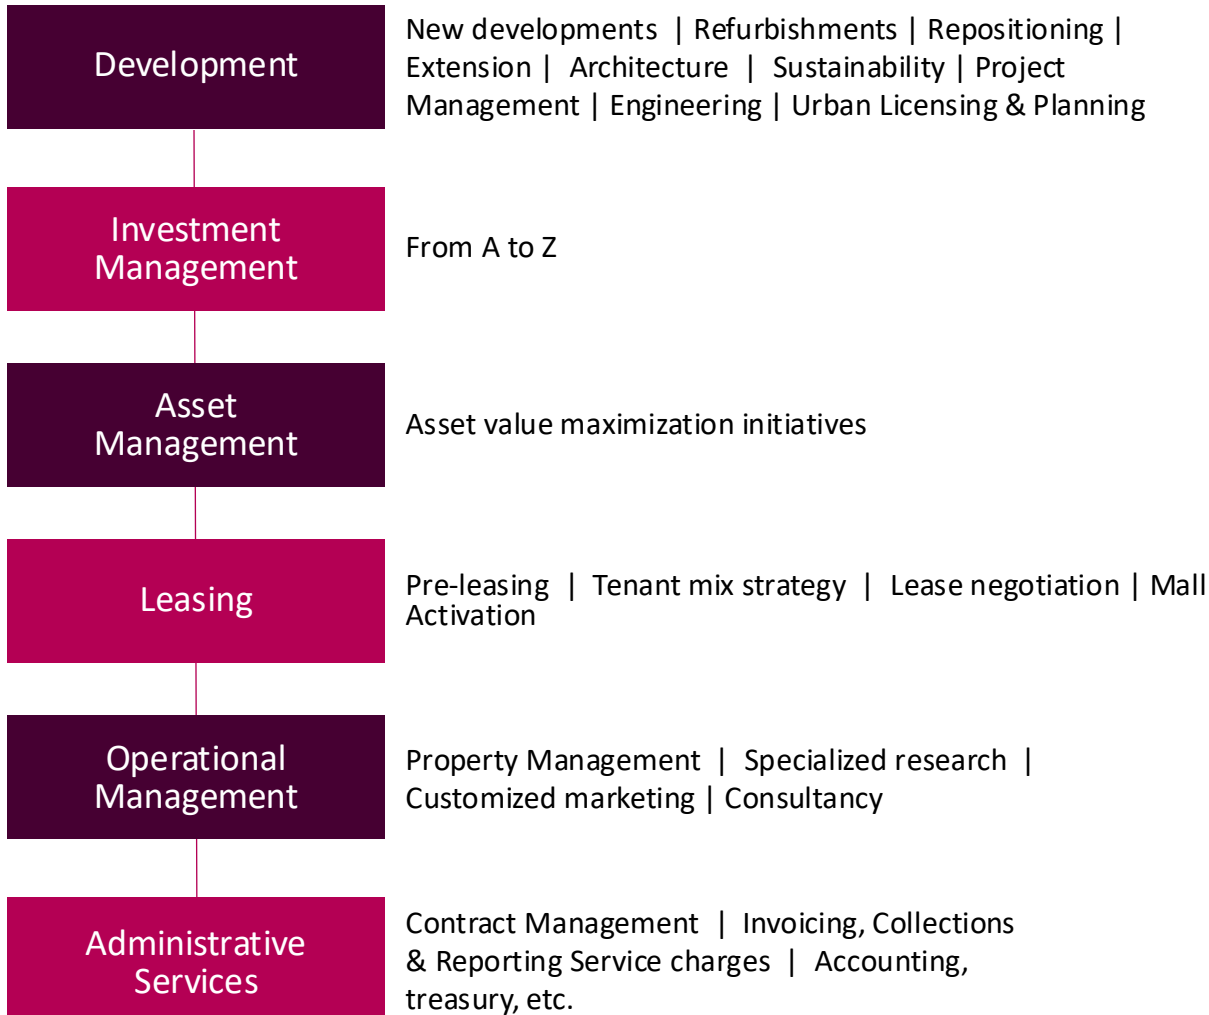 Development
New developments | Refurbishments | Repositioning |
Extension | Architecture | Sustainability | Project
Management | Engineering | Urban Licensing & Planning
Investment
Management
From A to Z
Asset
Management
Asset value maximization initiatives
Leasing
Pre-leasing | Tenant mix strategy | Lease negotiation | Mall
Activation
Operational
Management
Property Management | Specialized research |
Customized marketing | Consultancy
Administrative
Services
Contract Management | Invoicing, Collections
& Reporting Service charges | Accounting,
treasury, etc.